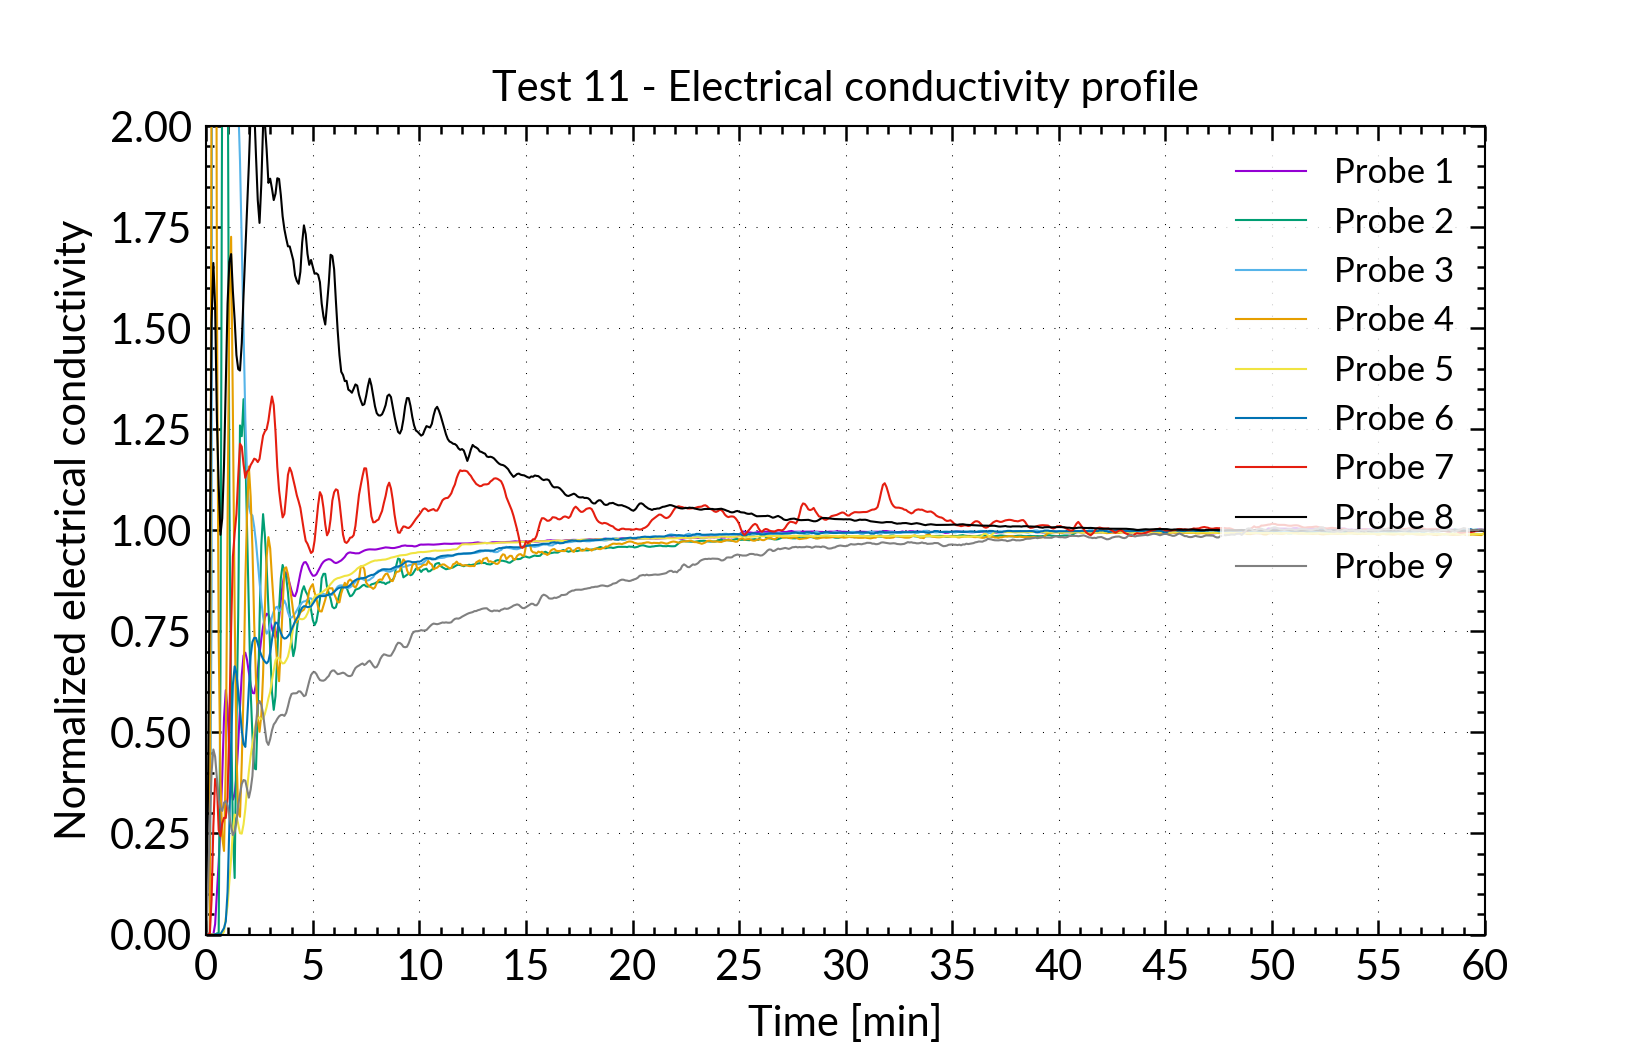 Test 11 - Electrical conductivity profile
Normalized electrical conductivity
2.00
1.75
1.50
1.25
1.00
0.75
0.50
0.25
0.00
Probe 1
Probe 2
Probe 3
Probe 4
Probe 5
Probe 6
Probe 7
Probe 8
Probe 9
0 5 10 15 20 25 30 35 40 45 50 55 60
Time [min]